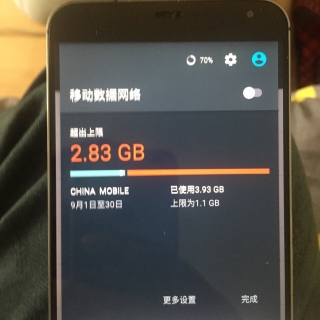 70%
移动数据网络
超出上限
2.83 GB
CHINA MOBILE
9月1日至30日
已使用3.93 GB
上限为1.1 GB
更多设置
完成